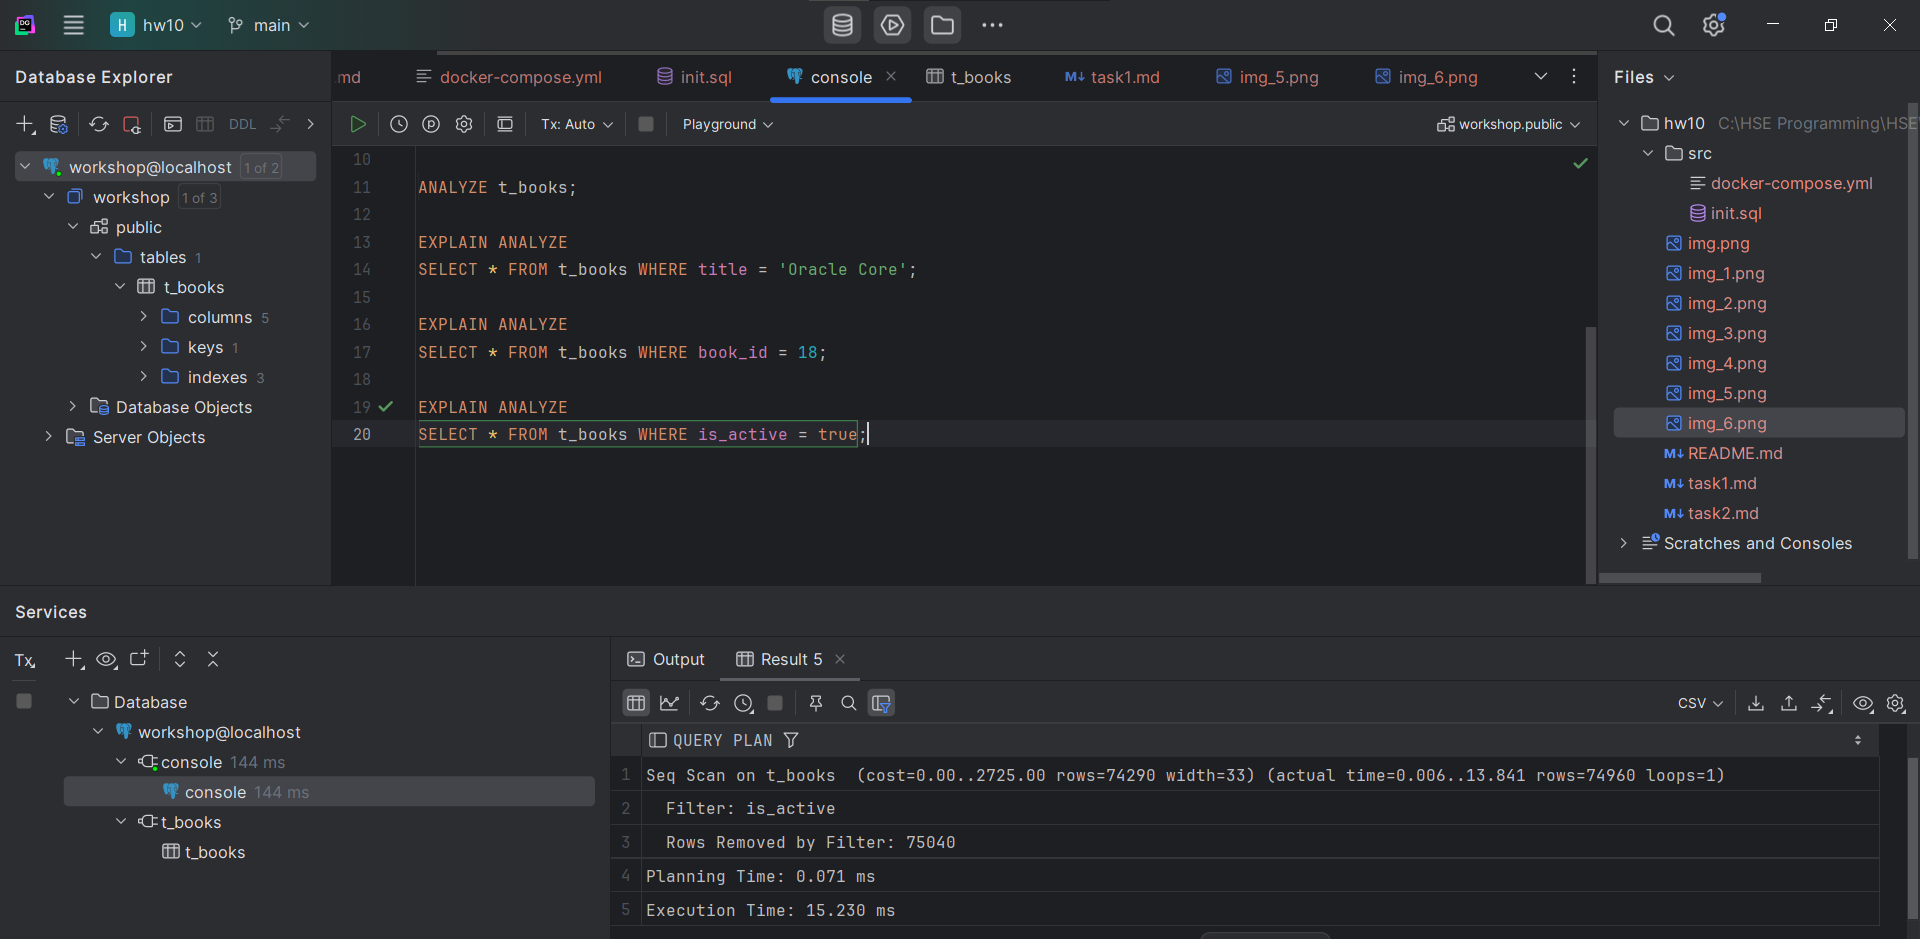 H hw10 main
Database Explorer
.md docker-compose.yml init.sql console t_books M↓ task1.md img_5.png img_6.png
Files
DDL
Tx: Auto Playground workshop.public
workshop@localhost 1 of 2
workshop 1 of 3
public
tables 1
t_books
columns 5
keys 1
indexes 3
Database Objects
Server Objects
10
11 ANALYZE t_books;
12
13 EXPLAIN ANALYZE
14 SELECT * FROM t_books WHERE title = 'Oracle Core';
15
16 EXPLAIN ANALYZE
17 SELECT * FROM t_books WHERE book_id = 18;
18
19 EXPLAIN ANALYZE
20 SELECT * FROM t_books WHERE is_active = true;
hw10 C:\HSE Programming\HSE\
src
docker-compose.yml
init.sql
img.png
img_1.png
img_2.png
img_3.png
img_4.png
img_5.png
img_6.png
M↓ README.md
M↓ task1.md
M↓ task2.md
Scratches and Consoles
Services
Tx
Database
workshop@localhost
console 144 ms
console 144 ms
t_books
t_books
Output Result 5
CSV
QUERY PLAN
1 Seq Scan on t_books (cost=0.00..2725.00 rows=74290 width=33) (actual time=0.006..13.841 rows=74960 loops=1)
2 Filter: is_active
3 Rows Removed by Filter: 75040
4 Planning Time: 0.071 ms
5 Execution Time: 15.230 ms